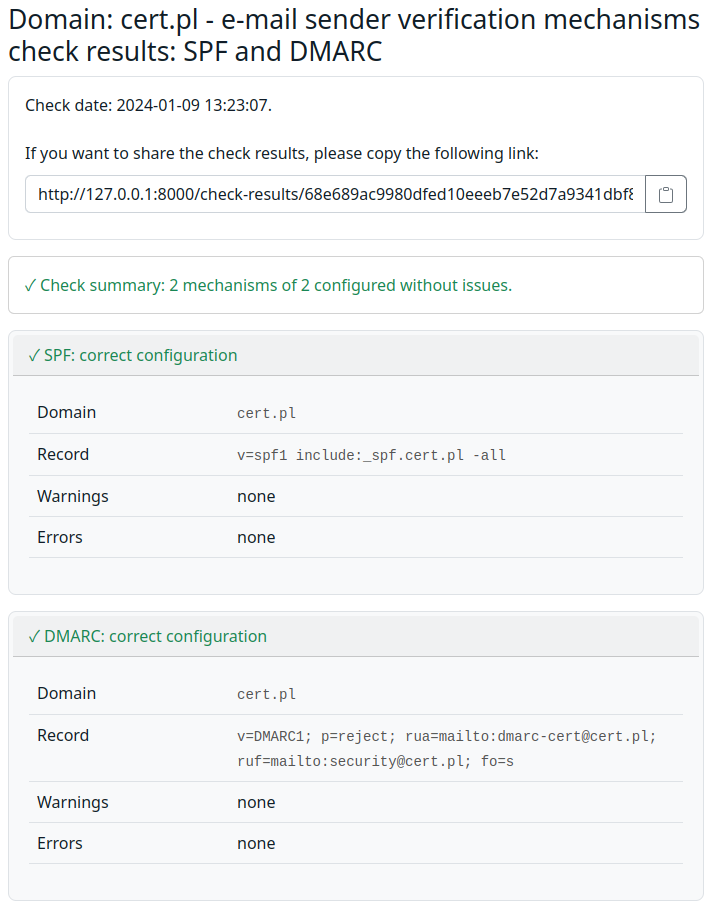 Domain: cert.pl - e-mail sender verification mechanisms
check results: SPF and DMARC
Check date: 2024-01-09 13:23:07.
If you want to share the check results, please copy the following link:
http://127.0.0.1:8000/check-results/68e689ac9980dfed10eeeb7e52d7a9341dbf8
✓ Check summary: 2 mechanisms of 2 configured without issues.
✓ SPF: correct configuration
Domain cert.pl
Record v=spf1 include:_spf.cert.pl -all
Warnings none
Errors none
✓ DMARC: correct configuration
Domain cert.pl
Record v=DMARC1; p=reject; rua=mailto:dmarc-cert@cert.pl;
ruf=mailto:security@cert.pl; fo=s
Warnings none
Errors none